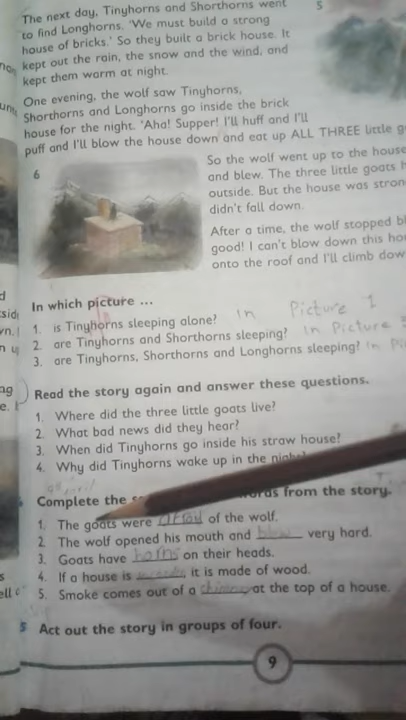 The next day, Tinyhorns and Shorthorns went
to find Longhorns. 'We must build a strong
house of bricks.' So they built a brick house. It
kept out the rain, the snow and the wind, and
kept them warm at night.
One evening, the wolf saw Tinyhorns,
Shorthorns and Longhorns go inside the brick
house for the night. 'Aha! Supper! I'll huff and I'll
puff and I'll blow the house down and eat up ALL THREE little
5
6
So the wolf went up to the house
and blew. The three little goats
outside. But the house was
didn't fall down.
After a time, the wolf stopped
good! I can't blow down this
onto the roof and I'll climb
In which picture ...
1. is Tinyhorns sleeping alone? In Picture 1
2. are Tinyhorns and Shorthorns sleeping? In Picture
3. are Tinyhorns, Shorthorns and Longhorns sleeping? In
Read the story again and answer these questions.
1. Where did the three little goats live?
2. What bad news did they hear?
3. When did Tinyhorns go inside his straw house?
4. Why did Tinyhorns wake up in the
Complete the from the story.
1. The goats were of the wolf.
2. The wolf opened his mouth and blew very hard.
3. Goats have horns on their heads.
4. If a house is it is made of wood.
5. Smoke comes out of a at the top of a house.
5 Act out the story in groups of four.
9